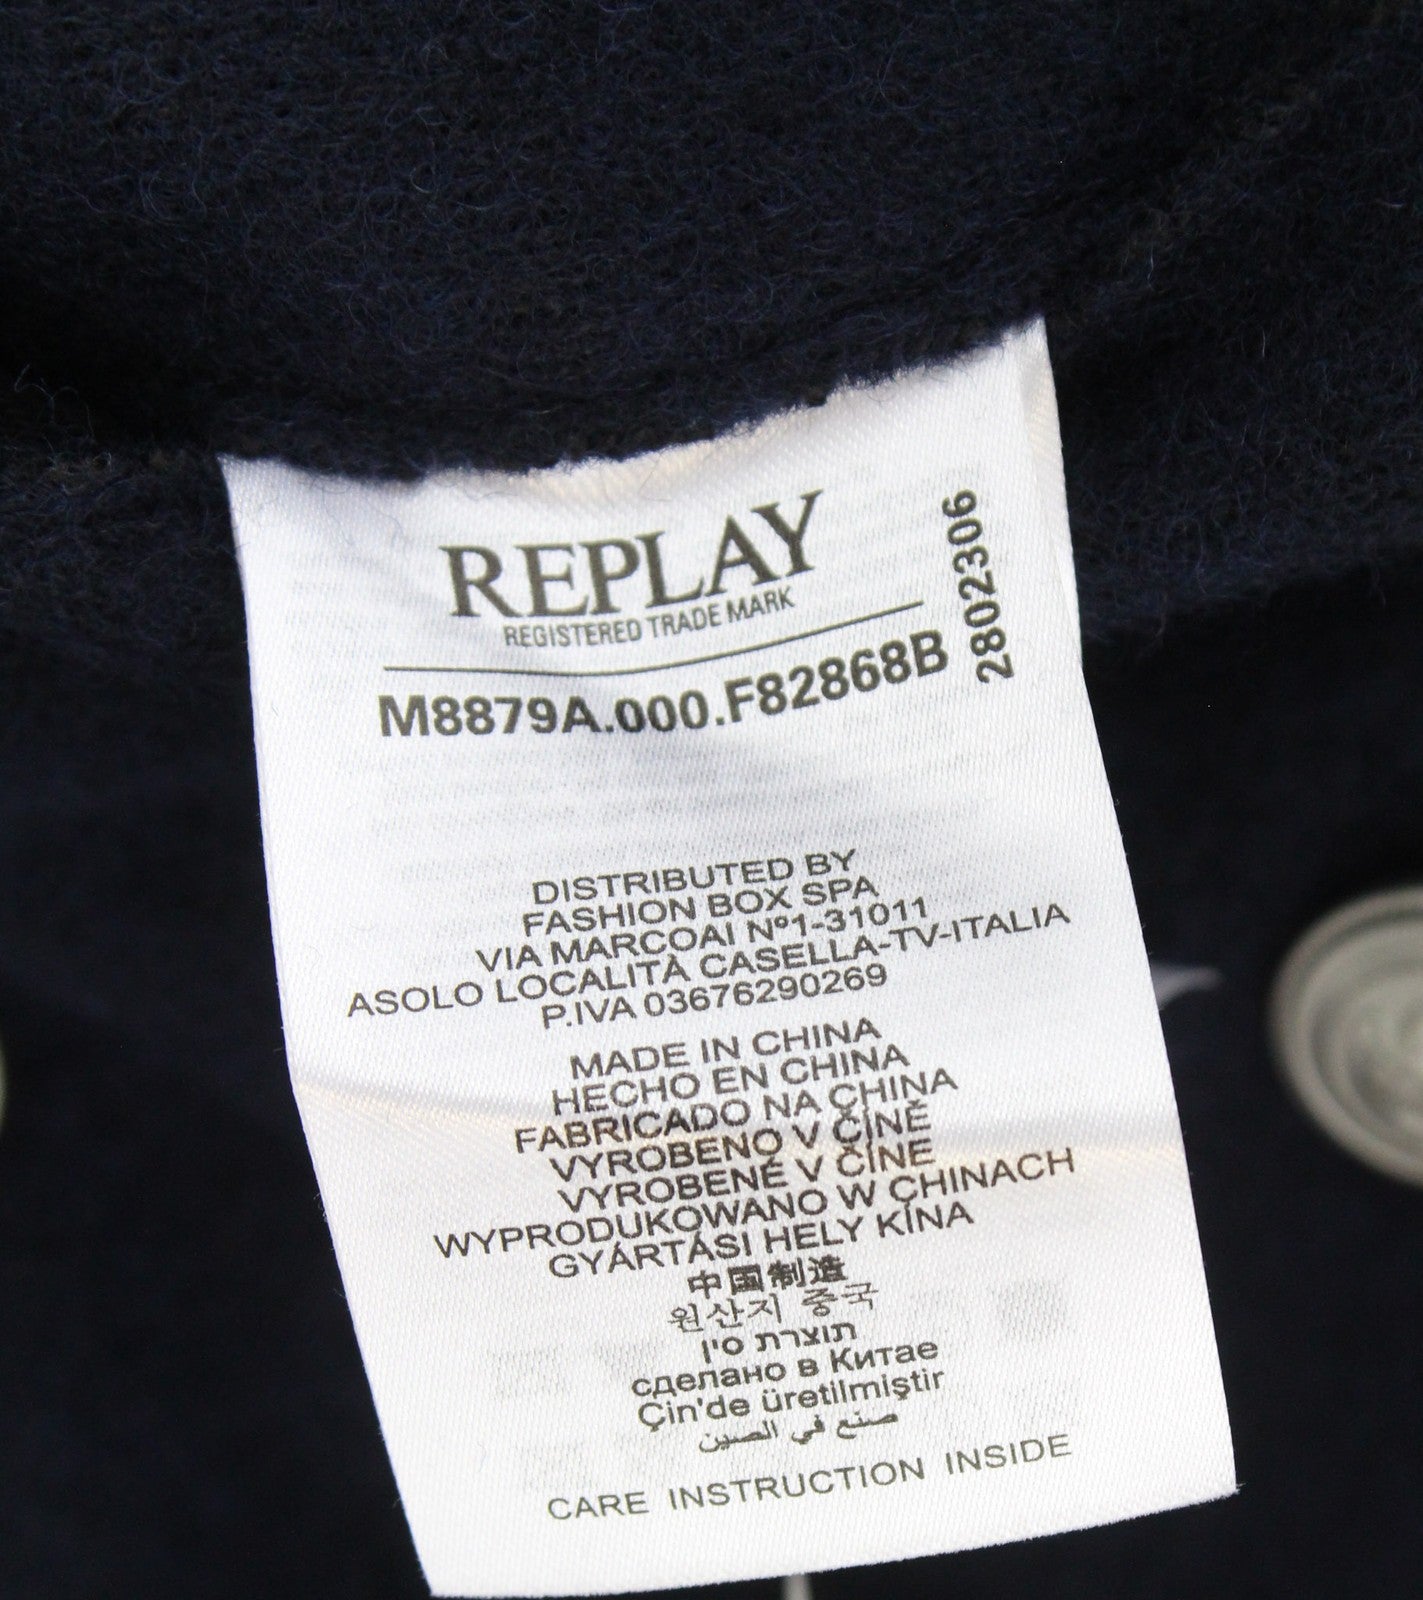 REPLAY
REGISTERED TRADE MARK
2802306
M8879A.000.F82868B
DISTRIBUTED BY
FASHION BOX SPA
VIA MARCOAI Nº1-31011
ASOLO LOCALITÀ CASELLA-TV-ITALIA
P.IVA 03676290269
MADE IN CHINA
HECHO EN CHINA
FABRICADO NA CHINA
VYROBENO V ČÍNĚ
VYROBENÉ V ČÍNE
WYPRODUKOWANO W CHINACH
GYÁRTÁSI HELY KÍNA
中国制造
원산지 중국
תוצרת סין
сделано в Китае
Çin'de üretilmiştir
صنع في الصين
CARE INSTRUCTION INSIDE